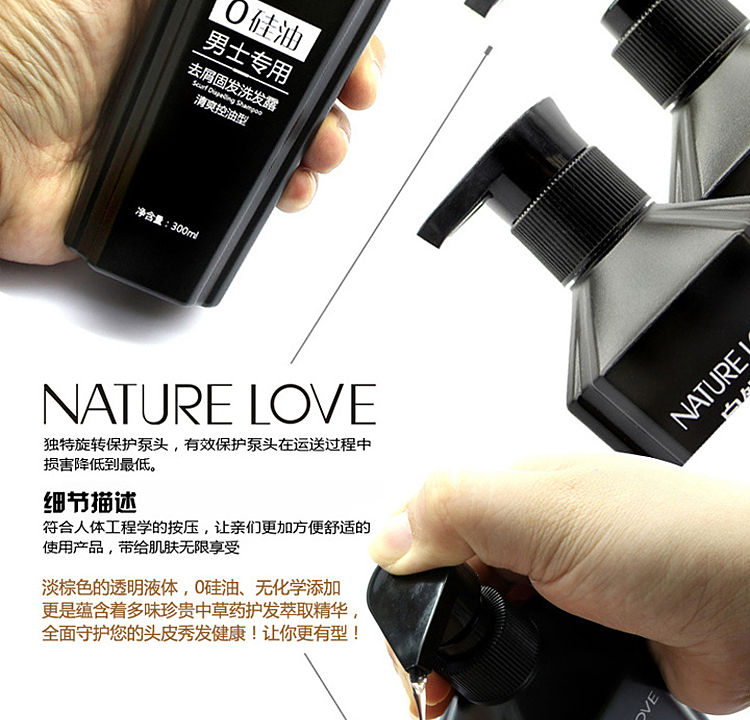 0硅油
男士专用
去屑固发洗发露
Scurf Dispelling Shampoo
清爽控油型
净含量：300ml
NATURE LOVE
NATURE LOVE
独特旋转保护泵头，有效保护泵头在运送过程中
损害降低到最低。
细节描述
符合人体工程学的按压，让亲们更加方便舒适的
使用产品，带给肌肤无限享受
淡棕色的透明液体，0硅油、无化学添加
更是蕴含着多味珍贵中草药护发萃取精华，
全面守护您的头皮秀发健康！让你更有型！
NATURE LOVE